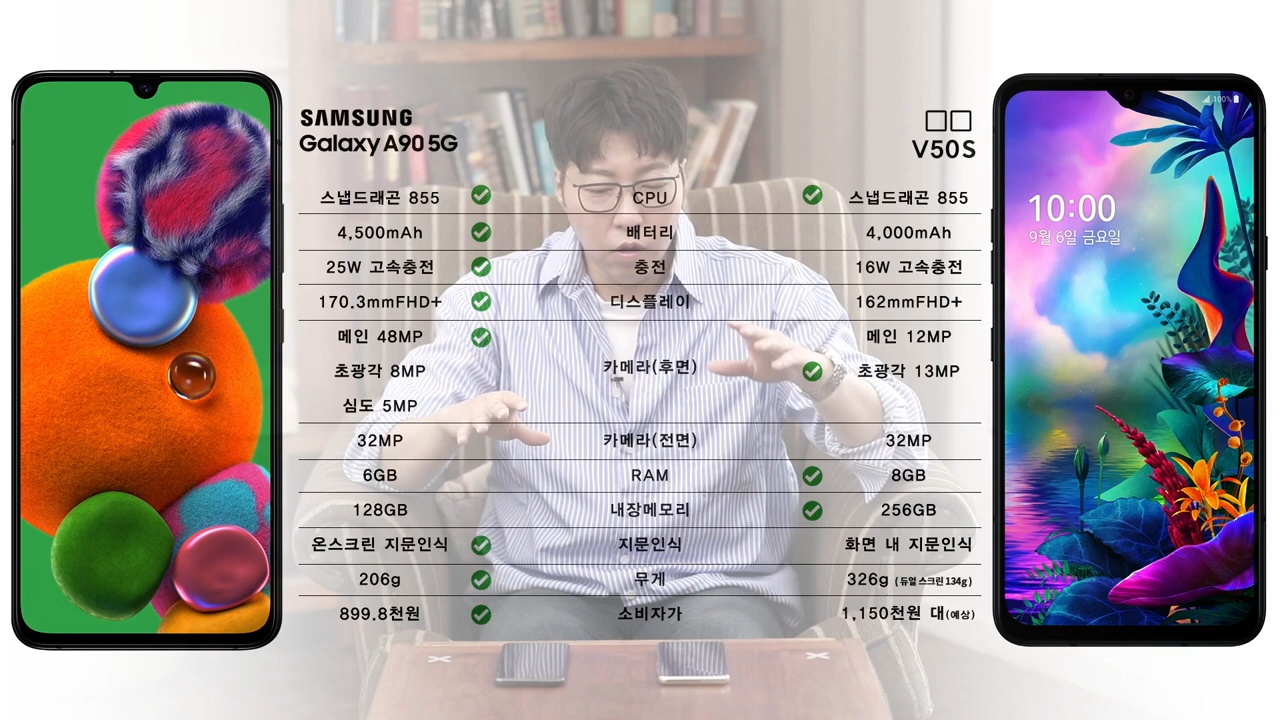 SAMSUNG
Galaxy A90 5G
□□
V50S
스냅드래곤 855 CPU 스냅드래곤 855
4,500mAh 배터리 4,000mAh
25W 고속충전 충전 16W 고속충전
170.3mmFHD+ 디스플레이 162mmFHD+
메인 48MP 메인 12MP
초광각 8MP 카메라(후면) 초광각 13MP
심도 5MP
32MP 카메라(전면) 32MP
6GB RAM 8GB
128GB 내장메모리 256GB
온스크린 지문인식 지문인식 화면 내 지문인식
206g 무게 326g (듀얼스크린 134g)
899.8천원 소비자가 1,150천원 대(예상)
100%
10:00
9월 6일 금요일